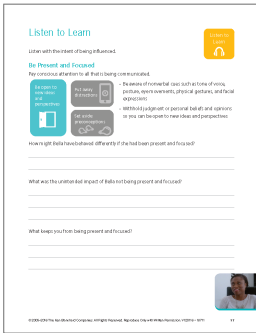 Listen to Learn
Listen to
Learn
Listen with the intent of being influenced.
Be Present and Focused
Pay conscious attention to all that is being communicated.
Be open to
new ideas
and
perspectives
Put away
distractions
Set aside
preconceptions
- Be aware of nonverbal cues such as tone of voice,
posture, eye movements, physical gestures, and facial
expressions
- Withhold judgment or personal beliefs and opinions
so you can be open to new ideas and perspectives
How might Bella have behaved differently if she had been present and focused?
What was the unintended impact of Bella not being present and focused?
What keeps you from being present and focused?